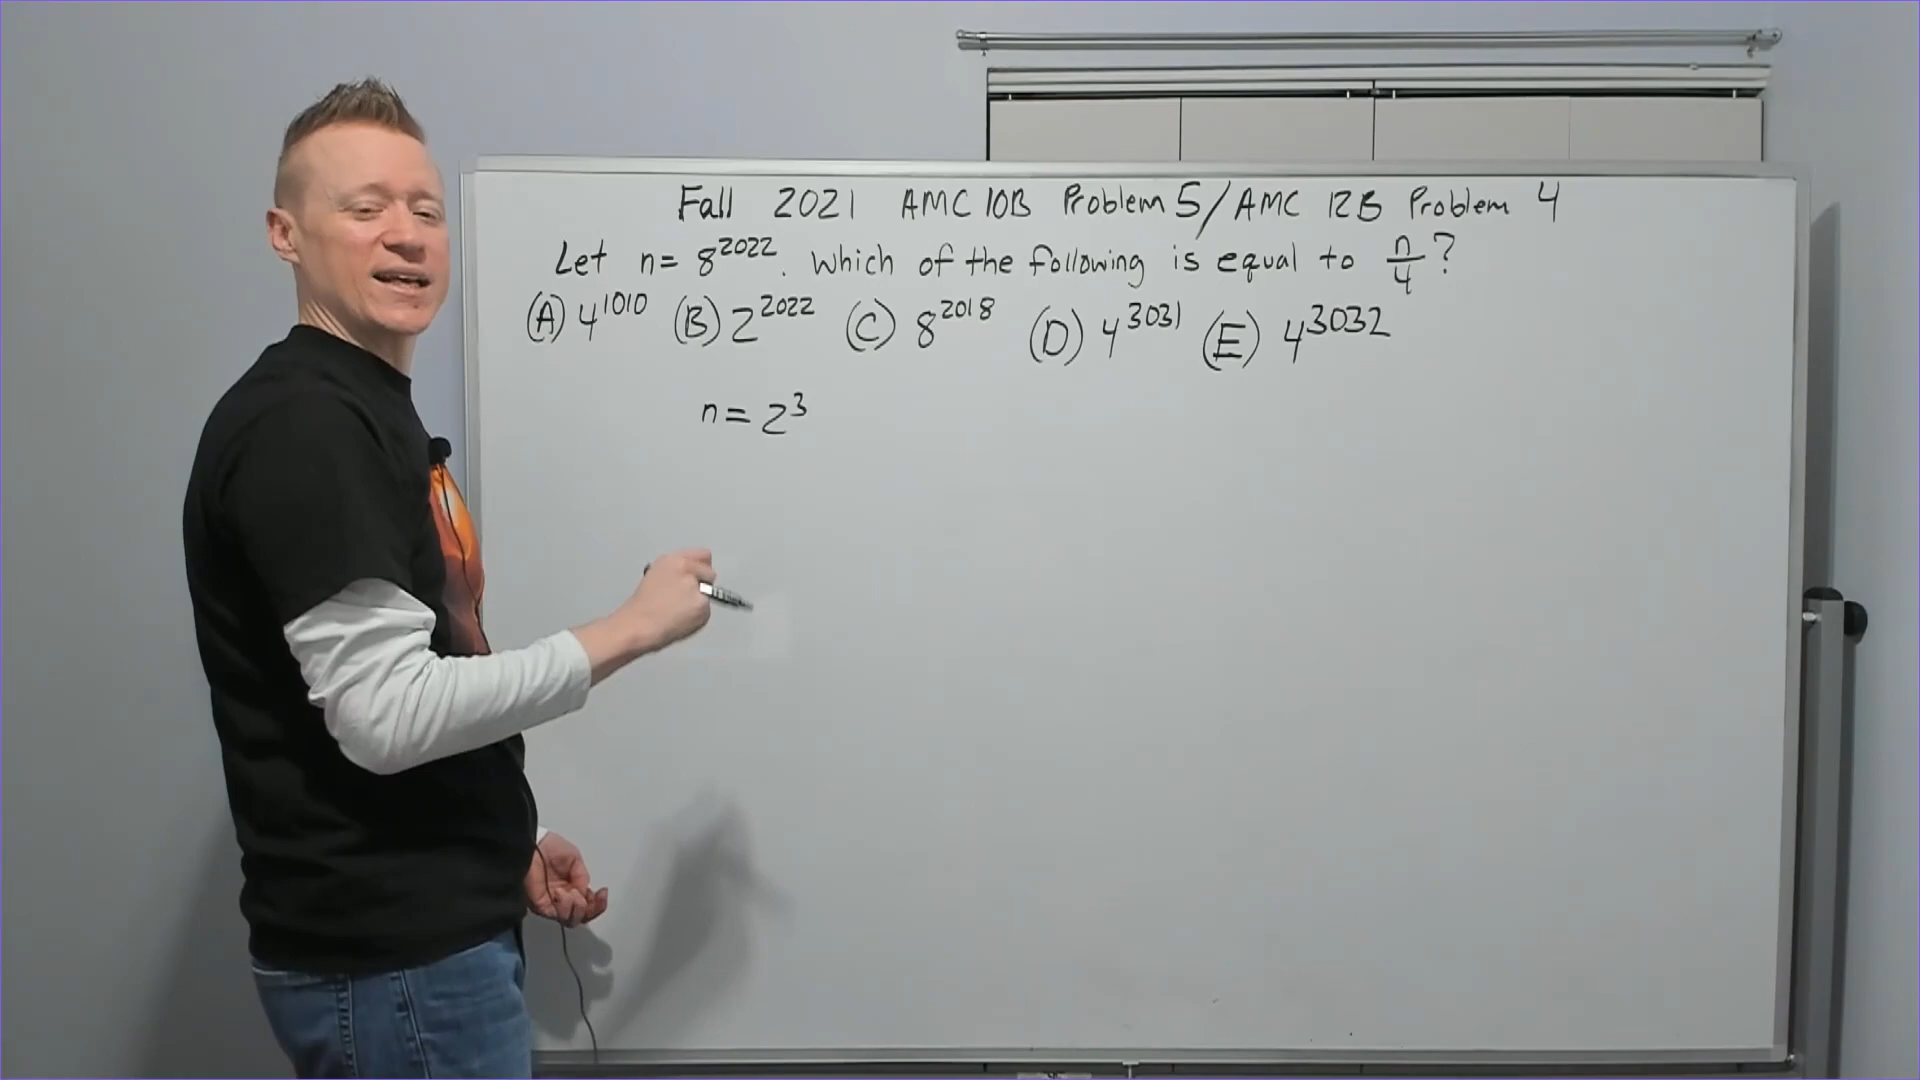 Fall 2021 AMC 10B Problem 5/AMC 12B Problem 4
Let n = 8^2022. Which of the following is equal to n/4?
(A) 4^1010 (B) 2^2022 (C) 8^2018 (D) 4^3031 (E) 4^3032
n = 2^3